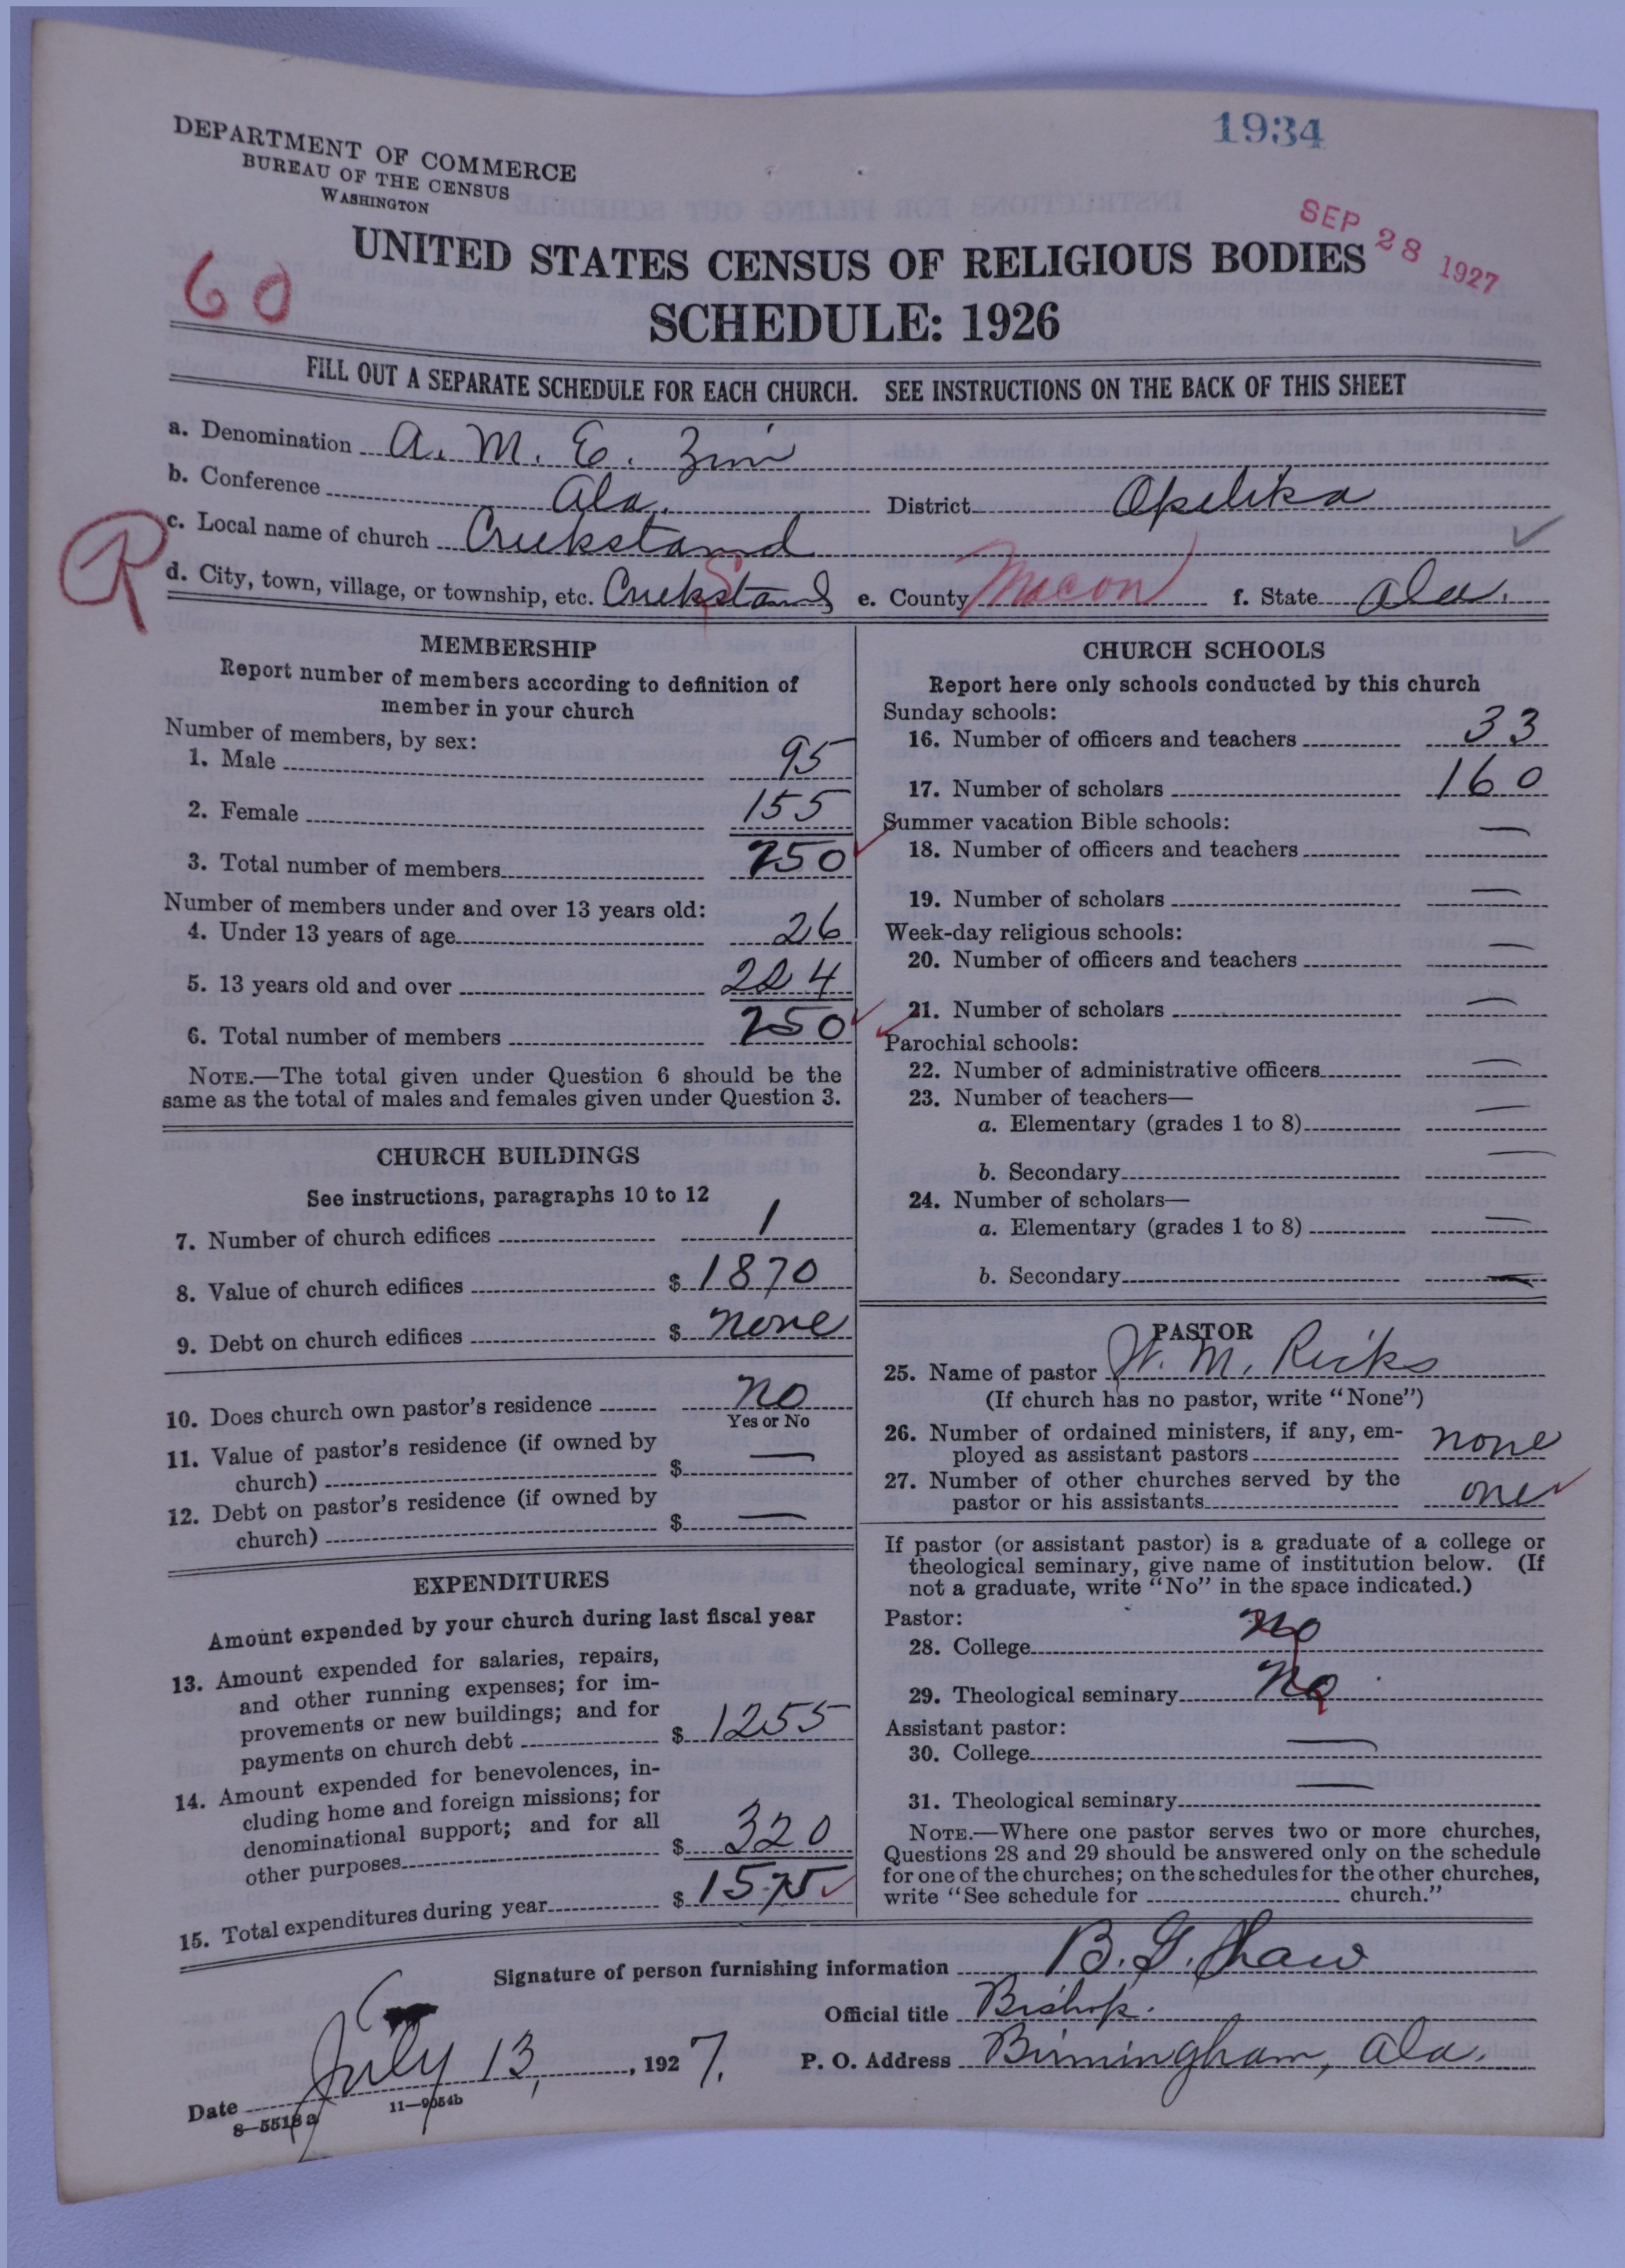 1934
DEPARTMENT OF COMMERCE
BUREAU OF THE CENSUS
WASHINGTON
SEP 28 1927
UNITED STATES CENSUS OF RELIGIOUS BODIES
60
SCHEDULE: 1926
FILL OUT A SEPARATE SCHEDULE FOR EACH CHURCH. SEE INSTRUCTIONS ON THE BACK OF THIS SHEET
a. Denomination A. M. E. Zion
b. Conference Ala. District Opelika
c. Local name of church Creekstand
R
d. City, town, village, or township, etc. Creekstand e. County Macon f. State Ala.
MEMBERSHIP
Report number of members according to definition of
member in your church
Number of members, by sex:
1. Male 95
2. Female 155
3. Total number of members 250
Number of members under and over 13 years old:
4. Under 13 years of age 26
5. 13 years old and over 224
6. Total number of members 250
NOTE.—The total given under Question 6 should be the
same as the total of males and females given under Question 3.
CHURCH BUILDINGS
See instructions, paragraphs 10 to 12
7. Number of church edifices 1
8. Value of church edifices $ 1870
9. Debt on church edifices $ none
10. Does church own pastor's residence no
Yes or No
11. Value of pastor's residence (if owned by
church) $ —
12. Debt on pastor's residence (if owned by
church) $ —
EXPENDITURES
Amount expended by your church during last fiscal year
13. Amount expended for salaries, repairs,
and other running expenses; for im-
provements or new buildings; and for
payments on church debt $ 1255
14. Amount expended for benevolences, in-
cluding home and foreign missions; for
denominational support; and for all
other purposes $ 320
15. Total expenditures during year $ 1575
CHURCH SCHOOLS
Report here only schools conducted by this church
Sunday schools:
16. Number of officers and teachers 33
17. Number of scholars 160
Summer vacation Bible schools:
18. Number of officers and teachers —
19. Number of scholars —
Week-day religious schools:
20. Number of officers and teachers —
21. Number of scholars —
Parochial schools:
22. Number of administrative officers —
23. Number of teachers—
a. Elementary (grades 1 to 8) —
b. Secondary —
24. Number of scholars—
a. Elementary (grades 1 to 8) —
b. Secondary —
PASTOR
25. Name of pastor W. M. Ricks
(If church has no pastor, write "None")
26. Number of ordained ministers, if any, em-
ployed as assistant pastors none
27. Number of other churches served by the
pastor or his assistants one
If pastor (or assistant pastor) is a graduate of a college or
theological seminary, give name of institution below. (If
not a graduate, write "No" in the space indicated.)
Pastor:
28. College no
29. Theological seminary No
Assistant pastor:
30. College —
31. Theological seminary —
NOTE.—Where one pastor serves two or more churches,
Questions 28 and 29 should be answered only on the schedule
for one of the churches; on the schedules for the other churches,
write "See schedule for church."
Signature of person furnishing information B. G. Shaw
Official title Bishop.
Date July 13, 1927. P. O. Address Birmingham, Ala.
8—5518a 11—9054b